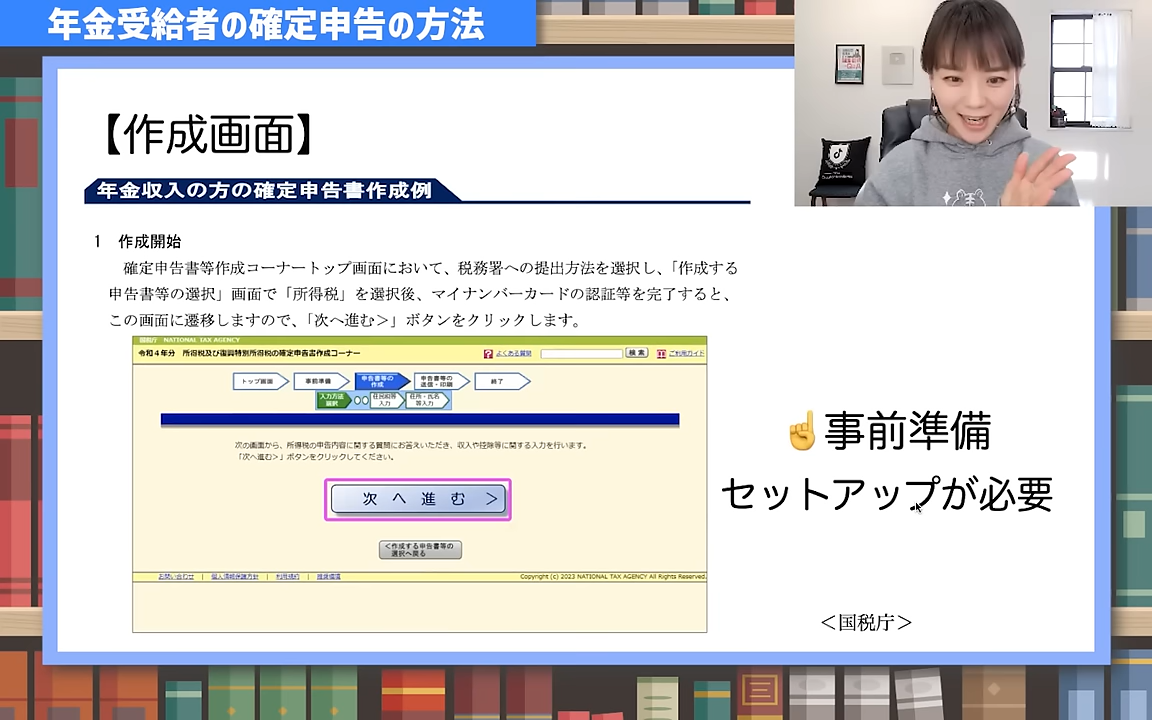 年金受給者の確定申告の方法
【作成画面】
年金収入の方の確定申告書作成例
1 作成開始
確定申告書等作成コーナートップ画面において、税務署への提出方法を選択し、「作成する
申告書等の選択」画面で「所得税」を選択後、マイナンバーカードの認証等を完了すると、
この画面に遷移しますので、「次へ進む＞」ボタンをクリックします。
国税庁 NATIONAL TAX AGENCY
令和4年分 所得税及び復興特別所得税の確定申告書作成コーナー
よくある質問
検索
ご利用ガイド
トップ画面
事前準備
申告書等の
作成
申告書等の
送信・印刷
終了
入力方法
選択
住民税等
入力
住所・氏名
等入力
次の画面から、所得税の申告内容に関する質問にお答えいただき、収入や控除等に関する入力を行います。
「次へ進む＞」ボタンをクリックしてください。
次へ進む ＞
＜作成する申告書等の
選択へ戻る
お問い合わせ | 個人情報保護方針 | 利用規約 | 推奨環境
Copyright (c) 2023 NATIONAL TAX AGENCY All Rights Reserved.
☝事前準備
セットアップが必要
＜国税庁＞